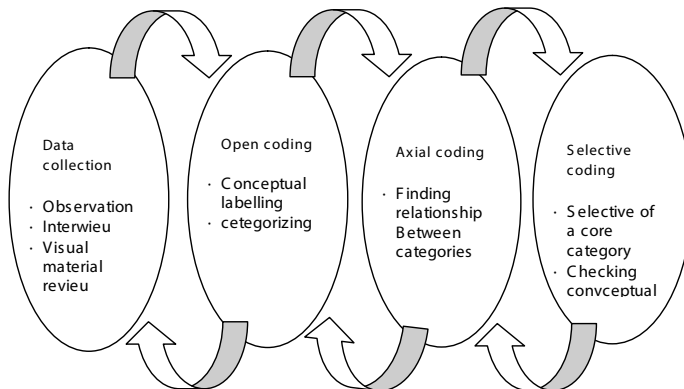 Data
collection
· Observation
· Interwieu
· Visual
material
revieu
Open coding
· Conceptual
labelling
· cetegorizing
Axial coding
· Finding
relationship
Between
categories
Selective
coding
· Selective of
a core
category
· Checking
convceptual